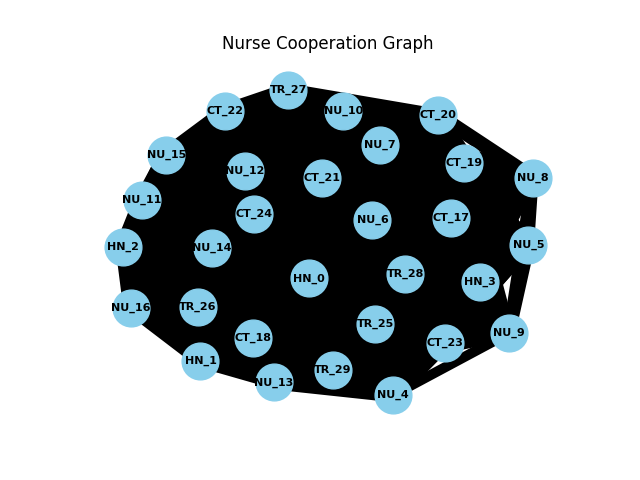 Nurse Cooperation Graph
TR_27
CT_22
NU_10
CT_20
NU_7
NU_15
CT_19
NU_12
CT_21
NU_8
NU_11
CT_24
NU_6
CT_17
HN_2
NU_14
NU_5
HN_0
TR_28
HN_3
NU_16
TR_26
TR_25
NU_9
CT_18
CT_23
HN_1
TR_29
NU_13
NU_4